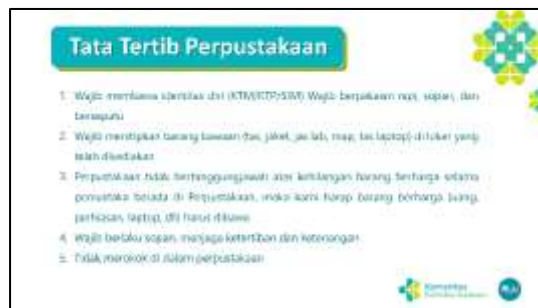 Tata Tertib Perpustakaan
1. Wajib membawa identitas diri (KTM/KTP/SIM) Wajib berpakaian rapi, sopan, dan
bersepatu
2. Wajib menitipkan barang bawaan (tas, jaket, jas lab, map, tas laptop) di loker yang
telah disediakan
3. Perpustakaan tidak bertanggungjawab atas kehilangan barang berharga selama
pemustaka berada di Perpustakaan, maka kami harap barang berharga (uang,
perhiasan, laptop, dll) harus dibawa
4. Wajib berlaku sopan, menjaga ketertiban dan ketenangan
5. Tidak merokok di dalam perpustakaan
Kemenkes